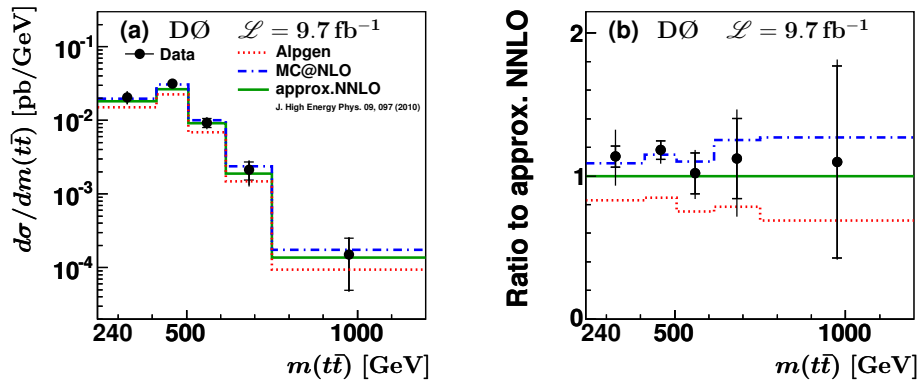 (a) DØ ℒ = 9.7 fb⁻¹
Data
Alpgen
MC@NLO
approx.NNLO
J. High Energy Phys. 09, 097 (2010)
dσ/dm(tt̄) [pb/GeV]
10⁻¹
10⁻²
10⁻³
10⁻⁴
240 500 1000
m(tt̄) [GeV]
(b) DØ ℒ = 9.7 fb⁻¹
Ratio to approx. NNLO
2
1
0
240 500 1000
m(tt̄) [GeV]